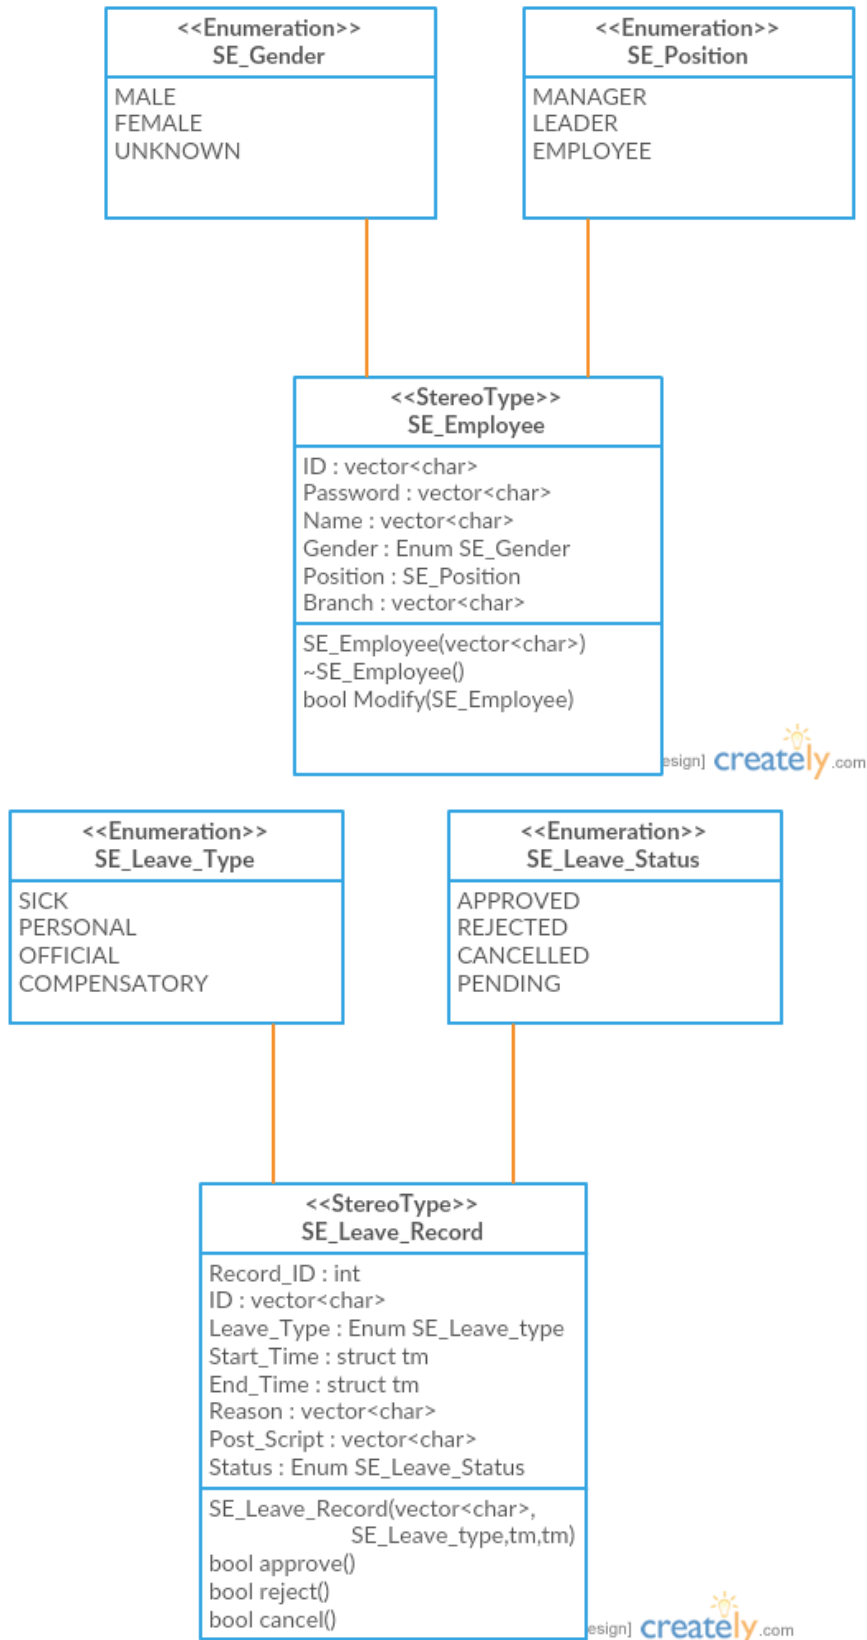 <<Enumeration>>
SE_Gender
MALE
FEMALE
UNKNOWN
<<Enumeration>>
SE_Position
MANAGER
LEADER
EMPLOYEE
<<StereoType>>
SE_Employee
ID : vector<char>
Password : vector<char>
Name : vector<char>
Gender : Enum SE_Gender
Position : SE_Position
Branch : vector<char>
SE_Employee(vector<char>)
~SE_Employee()
bool Modify(SE_Employee)
esign] creately.com
<<Enumeration>>
SE_Leave_Type
SICK
PERSONAL
OFFICIAL
COMPENSATORY
<<Enumeration>>
SE_Leave_Status
APPROVED
REJECTED
CANCELLED
PENDING
<<StereoType>>
SE_Leave_Record
Record_ID : int
ID : vector<char>
Leave_Type : Enum SE_Leave_type
Start_Time : struct tm
End_Time : struct tm
Reason : vector<char>
Post_Script : vector<char>
Status : Enum SE_Leave_Status
SE_Leave_Record(vector<char>,
SE_Leave_type,tm,tm)
bool approve()
bool reject()
bool cancel()
esign] creately.com